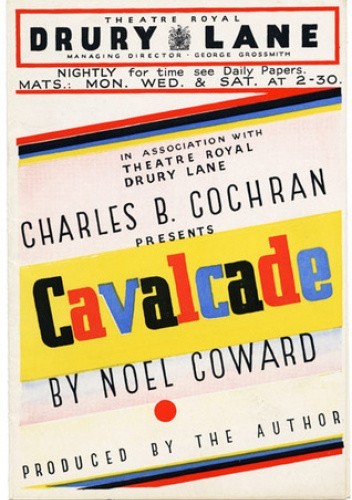 THEATRE ROYAL
DRURY LANE
MANAGING DIRECTOR · GEORGE GROSSMITH
NIGHTLY for time see Daily Papers.
MATS.: MON. WED. & SAT. AT 2-30.
IN ASSOCIATION WITH
THEATRE ROYAL
DRURY LANE
CHARLES B. COCHRAN
PRESENTS
Cavalcade
BY NOEL COWARD
PRODUCED BY THE AUTHOR